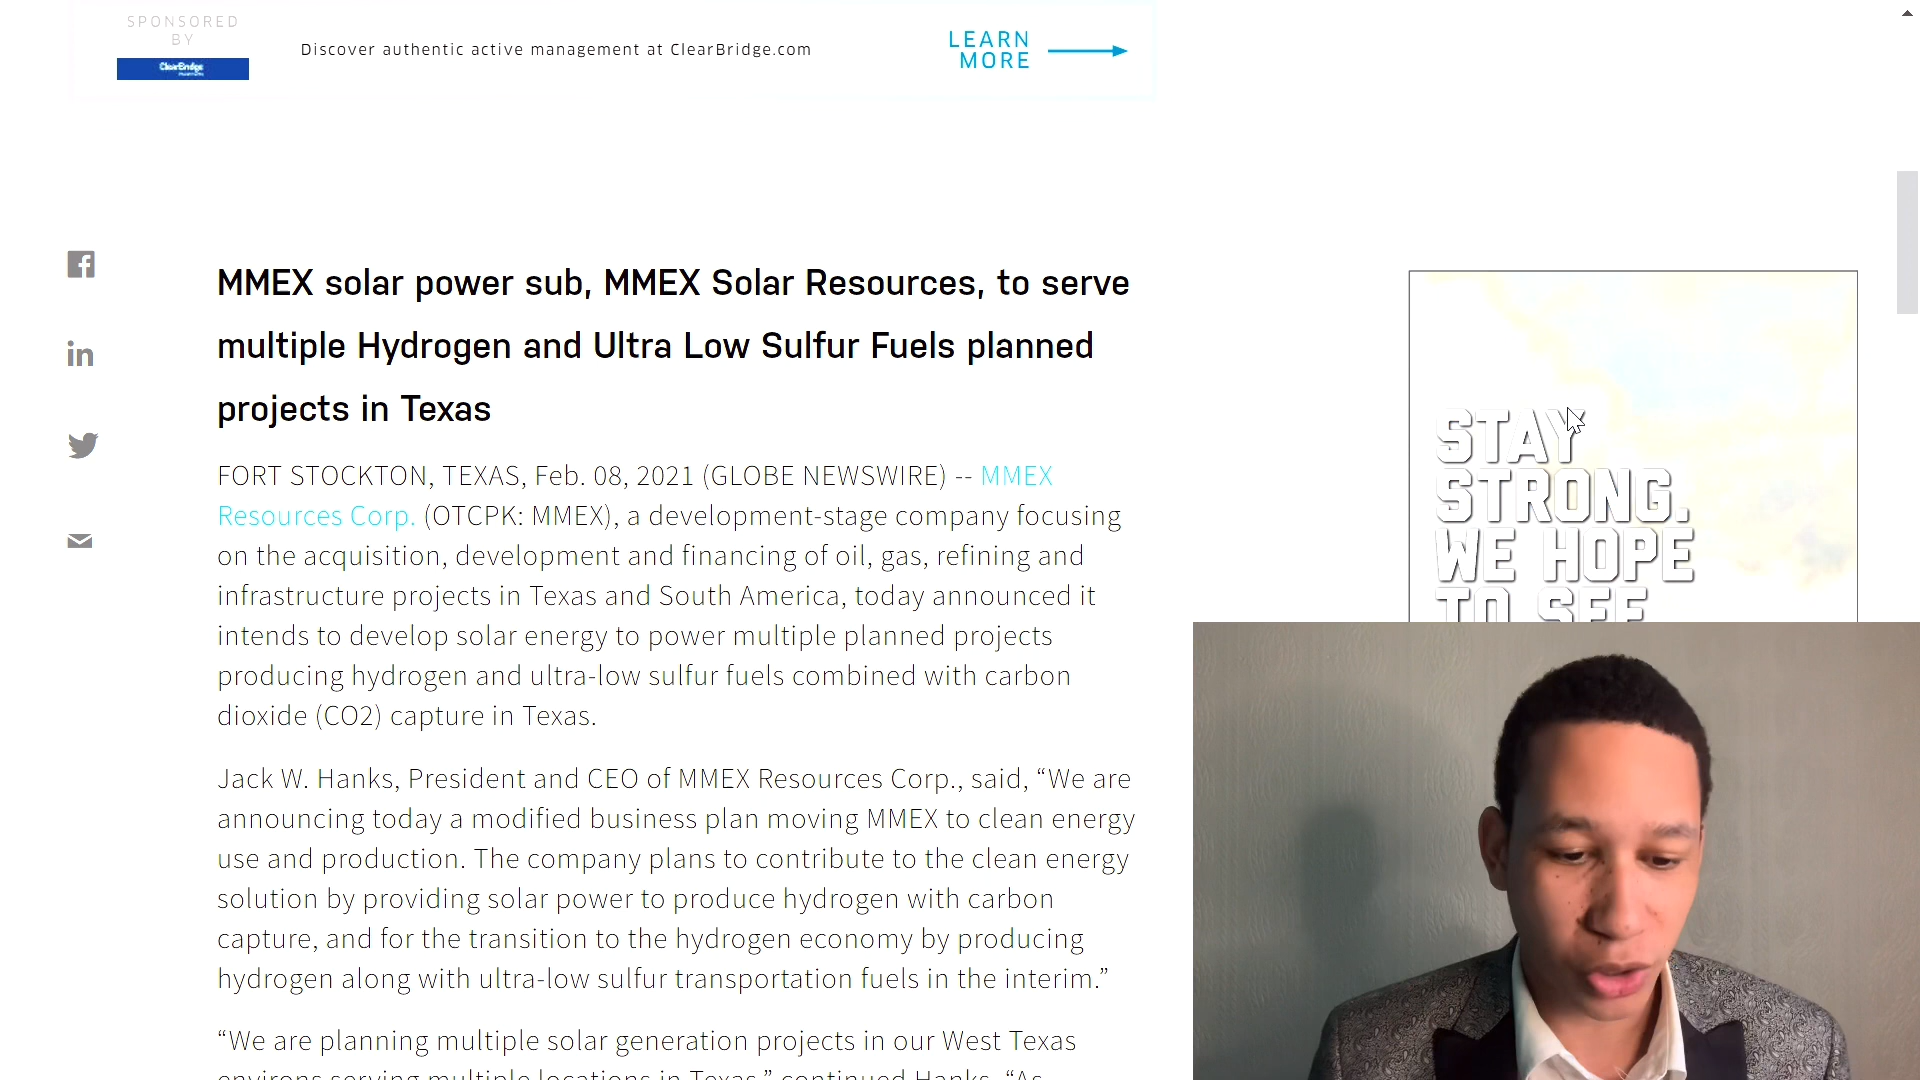 SPONSORED
BY
ClearBridge
Discover authentic active management at ClearBridge.com
LEARN
MORE
MMEX solar power sub, MMEX Solar Resources, to serve
multiple Hydrogen and Ultra Low Sulfur Fuels planned
projects in Texas
FORT STOCKTON, TEXAS, Feb. 08, 2021 (GLOBE NEWSWIRE) -- MMEX
Resources Corp. (OTCPK: MMEX), a development-stage company focusing
on the acquisition, development and financing of oil, gas, refining and
infrastructure projects in Texas and South America, today announced it
intends to develop solar energy to power multiple planned projects
producing hydrogen and ultra-low sulfur fuels combined with carbon
dioxide (CO2) capture in Texas.
Jack W. Hanks, President and CEO of MMEX Resources Corp., said, “We are
announcing today a modified business plan moving MMEX to clean energy
use and production. The company plans to contribute to the clean energy
solution by providing solar power to produce hydrogen with carbon
capture, and for the transition to the hydrogen economy by producing
hydrogen along with ultra-low sulfur transportation fuels in the interim.”
“We are planning multiple solar generation projects in our West Texas
environs serving multiple locations in Texas,” continued Hanks. “As
STAY
STRONG.
WE HOPE
TO SEE